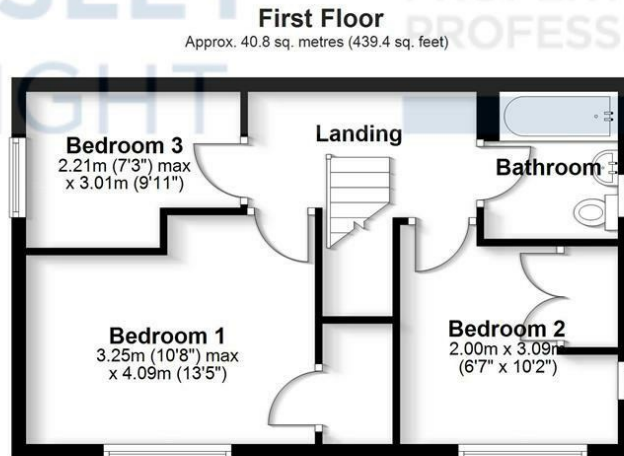 First Floor
Approx. 40.8 sq. metres (439.4 sq. feet)
PROFESS
GHT
Bedroom 3
2.21m (7'3") max
x 3.01m (9'11")
Landing
Bathroom
Bedroom 1
3.25m (10'8") max
x 4.09m (13'5")
Bedroom 2
2.00m x 3.09m
(6'7" x 10'2")